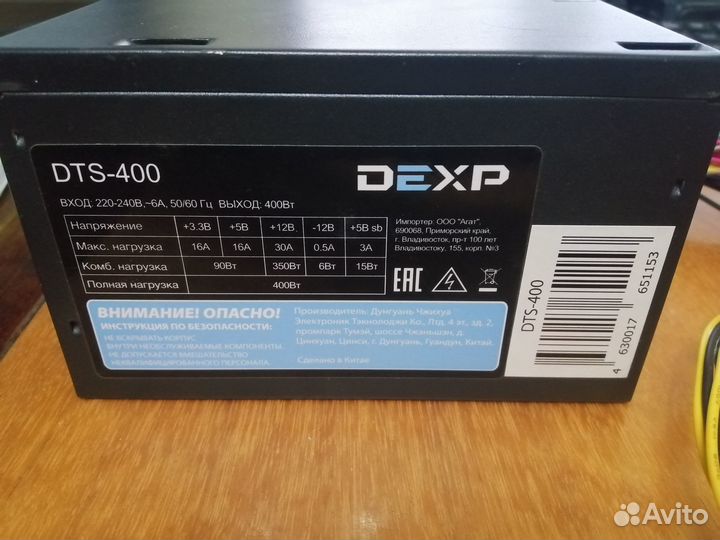 DTS-400
DEXP
ВХОД: 220-240В,~6А, 50/60 Гц ВЫХОД: 400Вт
Напряжение +3.3В +5В +12В -12В +5В sb
Макс. нагрузка 16А 16А 30А 0.5А 3А
Комб. нагрузка 90Вт 350Вт 6Вт 15Вт
Полная нагрузка 400Вт
Импортер: ООО "Агат".
690068, Приморский край,
г. Владивосток, пр-т 100 лет
Владивостоку, 155, корп. №3
EAC
ВНИМАНИЕ! ОПАСНО!
ИНСТРУКЦИЯ ПО БЕЗОПАСНОСТИ:
НЕ ВСКРЫВАТЬ КОРПУС
ВНУТРИ НЕОБСЛУЖИВАЕМЫЕ КОМПОНЕНТЫ.
НЕ ДОПУСКАЕТСЯ ВМЕШАТЕЛЬСТВО
НЕКВАЛИФИЦИРОВАННОГО ПЕРСОНАЛА.
Производитель: Дунгуань Чжихуа
Электроник Тэкнолоджи Ко., Лтд. 4 эт., зд. 2,
промпарк Тумэй, шоссе Чжэньшэн, д.
Цинхуан, Цинси, г. Дунгуань, Гуандун, Китай.
Сделано в Китае
DTS-400
4 630017 651153
Avito